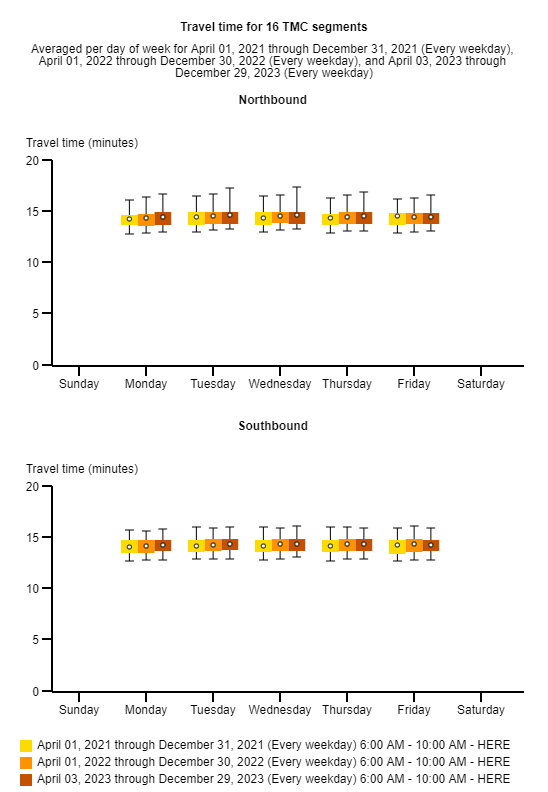 Travel time for 16 TMC segments
Averaged per day of week for April 01, 2021 through December 31, 2021 (Every weekday),
April 01, 2022 through December 30, 2022 (Every weekday), and April 03, 2023 through
December 29, 2023 (Every weekday)
Northbound
Travel time (minutes)
20
15
10
5
0
Sunday Monday Tuesday Wednesday Thursday Friday Saturday
Southbound
Travel time (minutes)
20
15
10
5
0
Sunday Monday Tuesday Wednesday Thursday Friday Saturday
April 01, 2021 through December 31, 2021 (Every weekday) 6:00 AM - 10:00 AM - HERE
April 01, 2022 through December 30, 2022 (Every weekday) 6:00 AM - 10:00 AM - HERE
April 03, 2023 through December 29, 2023 (Every weekday) 6:00 AM - 10:00 AM - HERE